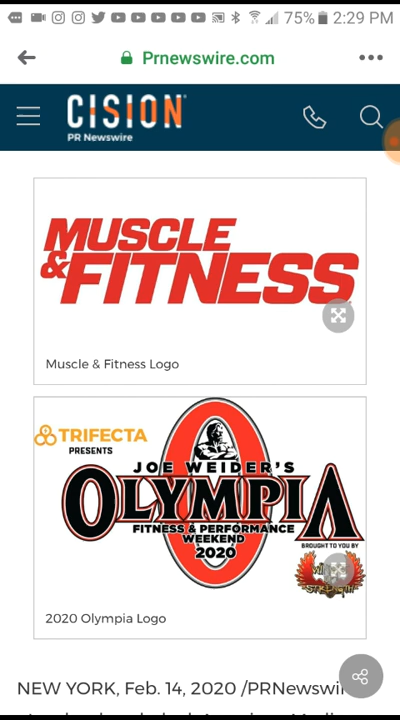 75% 2:29 PM
Prnewswire.com
CISION
PR Newswire
MUSCLE
&FITNESS
Muscle & Fitness Logo
TRIFECTA
PRESENTS
JOE WEIDER'S
OLYMPIA
FITNESS & PERFORMANCE
WEEKEND
2020
BROUGHT TO YOU BY
STRENGTH
2020 Olympia Logo
NEW YORK, Feb. 14, 2020 /PRNewswi